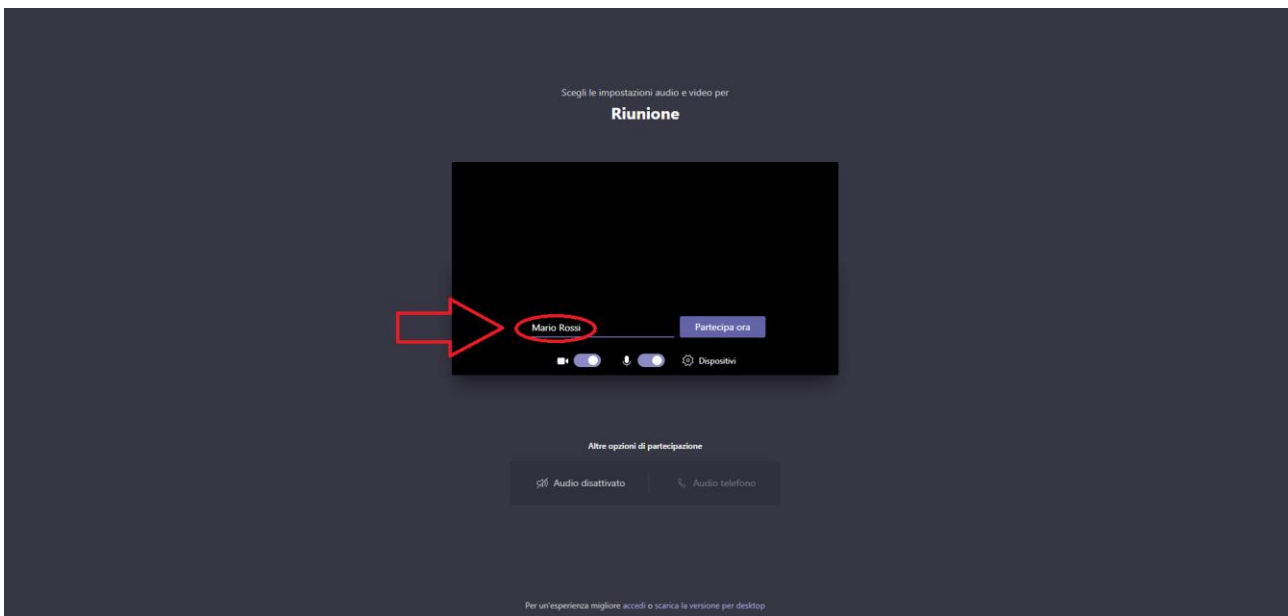 Scegli le impostazioni audio e video per
Riunione
Mario Rossi
Partecipa ora
Dispositivi
Altre opzioni di partecipazione
Audio disattivato
Audio telefono
Per un'esperienza migliore accedi o scarica la versione per desktop